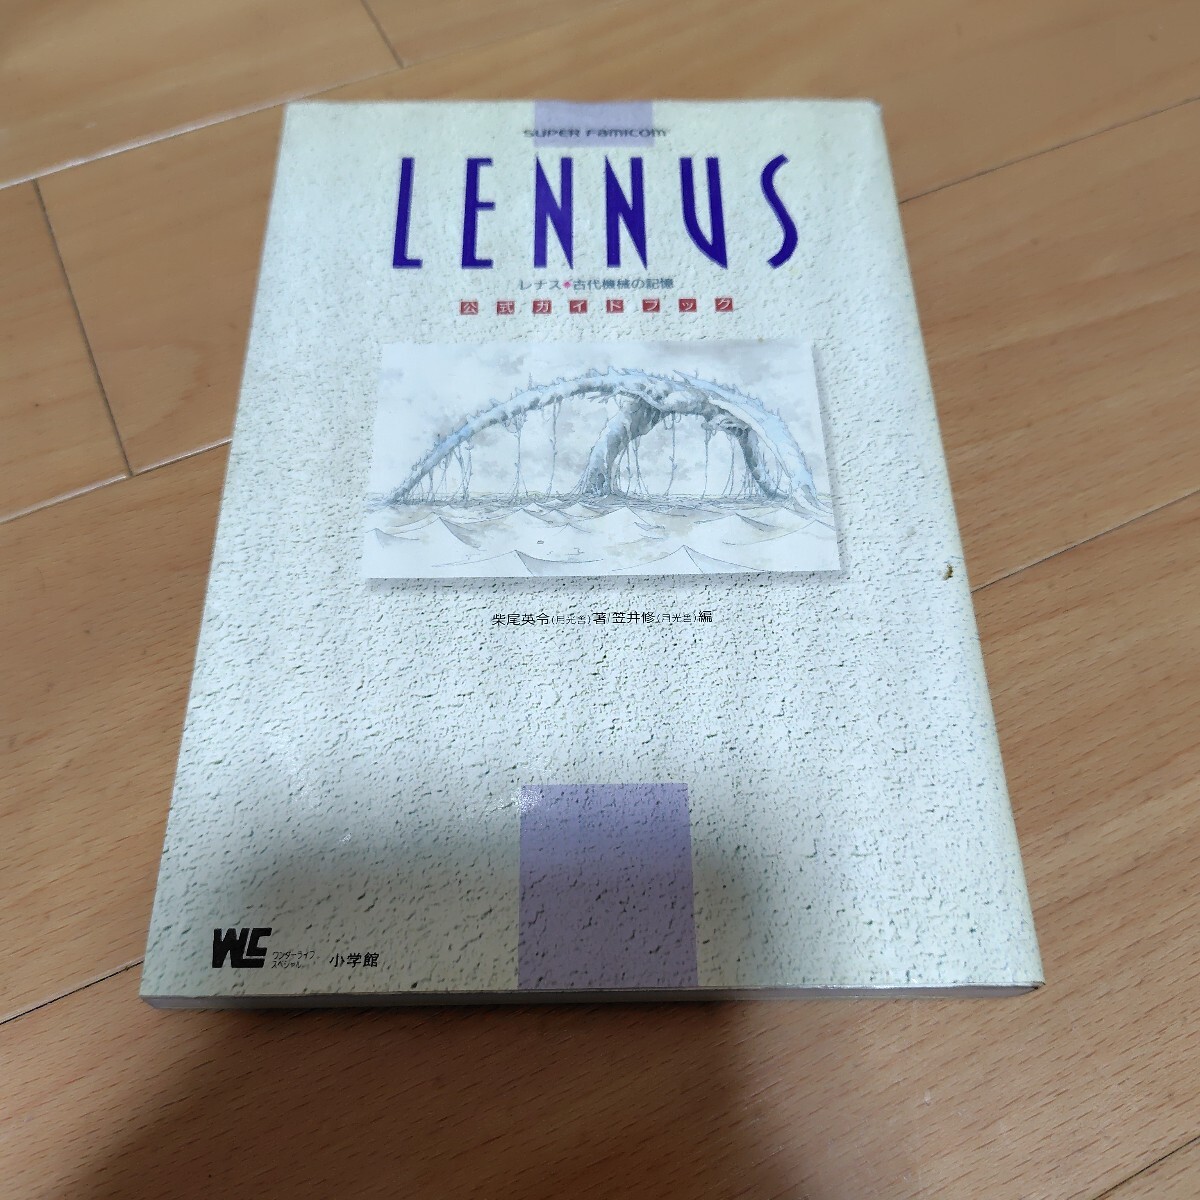 SUPER FAMICOM
LENNUS
レナス◆古代機械の記憶
公式ガイドブック
柴尾英令(月光舎)著/笠井修(月光舎)編
WL ワンダーライフ
スペシャル 小学館